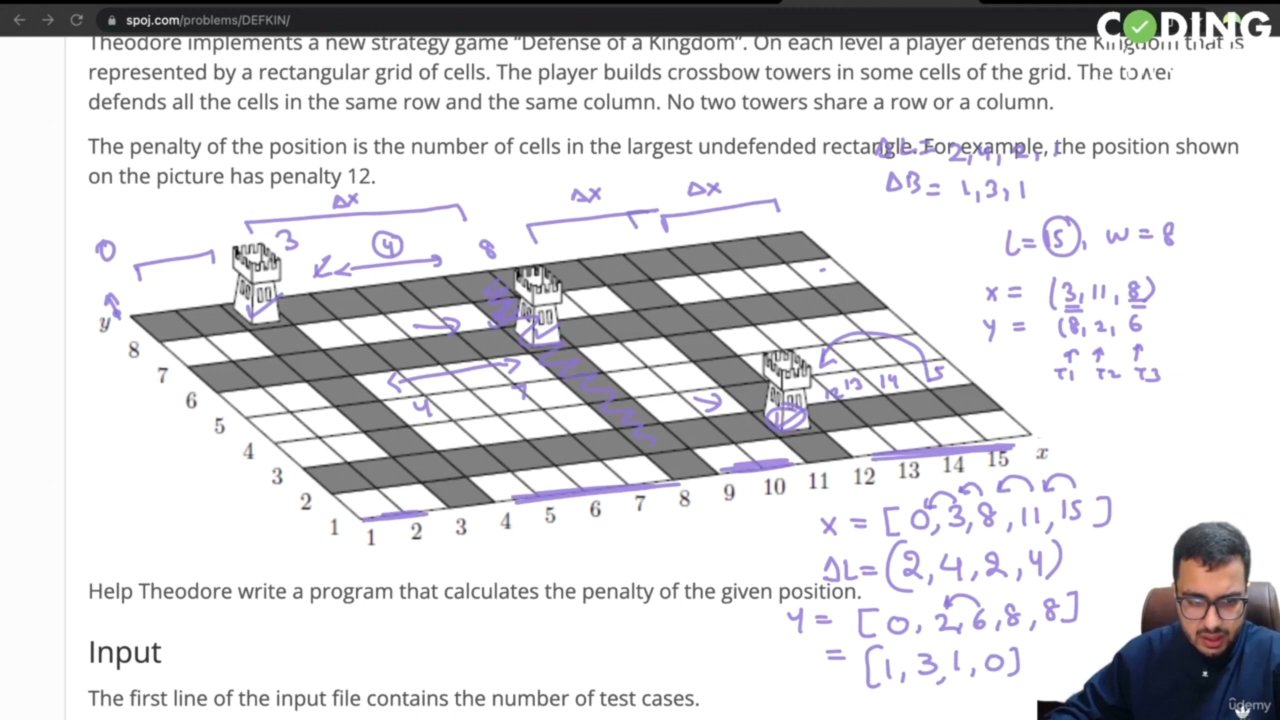 spoj.com/problems/DEFKIN/
CODING
Theodore implements a new strategy game "Defense of a Kingdom". On each level a player defends the Kingdom that is
represented by a rectangular grid of cells. The player builds crossbow towers in some cells of the grid. The tower
defends all the cells in the same row and the same column. No two towers share a row or a column.
The penalty of the position is the number of cells in the largest undefended rectangle. For example, the position shown
on the picture has penalty 12.
ΔB = 1, 3, 1
L = 15, W = 8
x = (3, 11, 8)
y = (8, 2, 6
T1 T2 T3
Δx Δx Δx
0 3 4 8
y
8
7
6
5
4
3
2
1
4 7
11 12 13 14 15
1 2 3 4 5 6 7 8 9 10 11 12 13 14 15 x
x = [0, 3, 8, 11, 15]
ΔL = (2, 4, 2, 4)
Help Theodore write a program that calculates the penalty of the given position.
Y = [0, 2, 6, 8, 8]
= [1, 3, 1, 0]
Input
The first line of the input file contains the number of test cases.
ûdemy